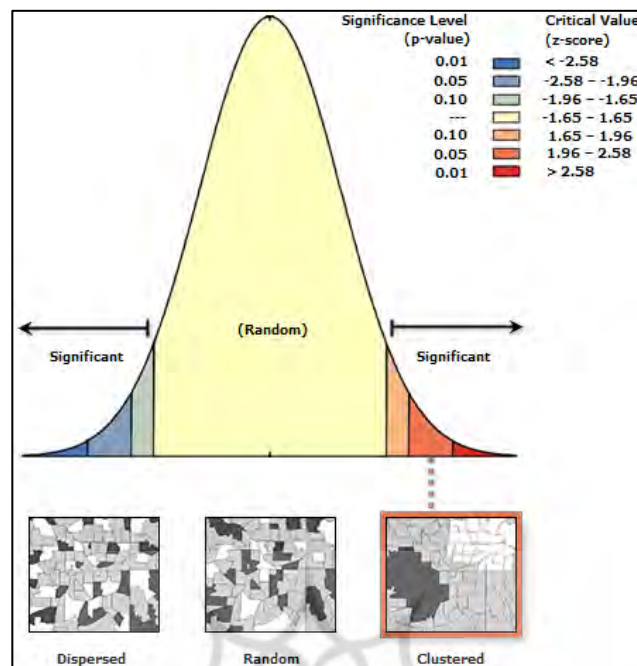 Significance Level Critical Value
(p-value) (z-score)
0.01 < -2.58
0.05 -2.58 – -1.96
0.10 -1.96 – -1.65
--- -1.65 – 1.65
0.10 1.65 – 1.96
0.05 1.96 – 2.58
0.01 > 2.58
(Random)
Significant Significant
Dispersed Random Clustered